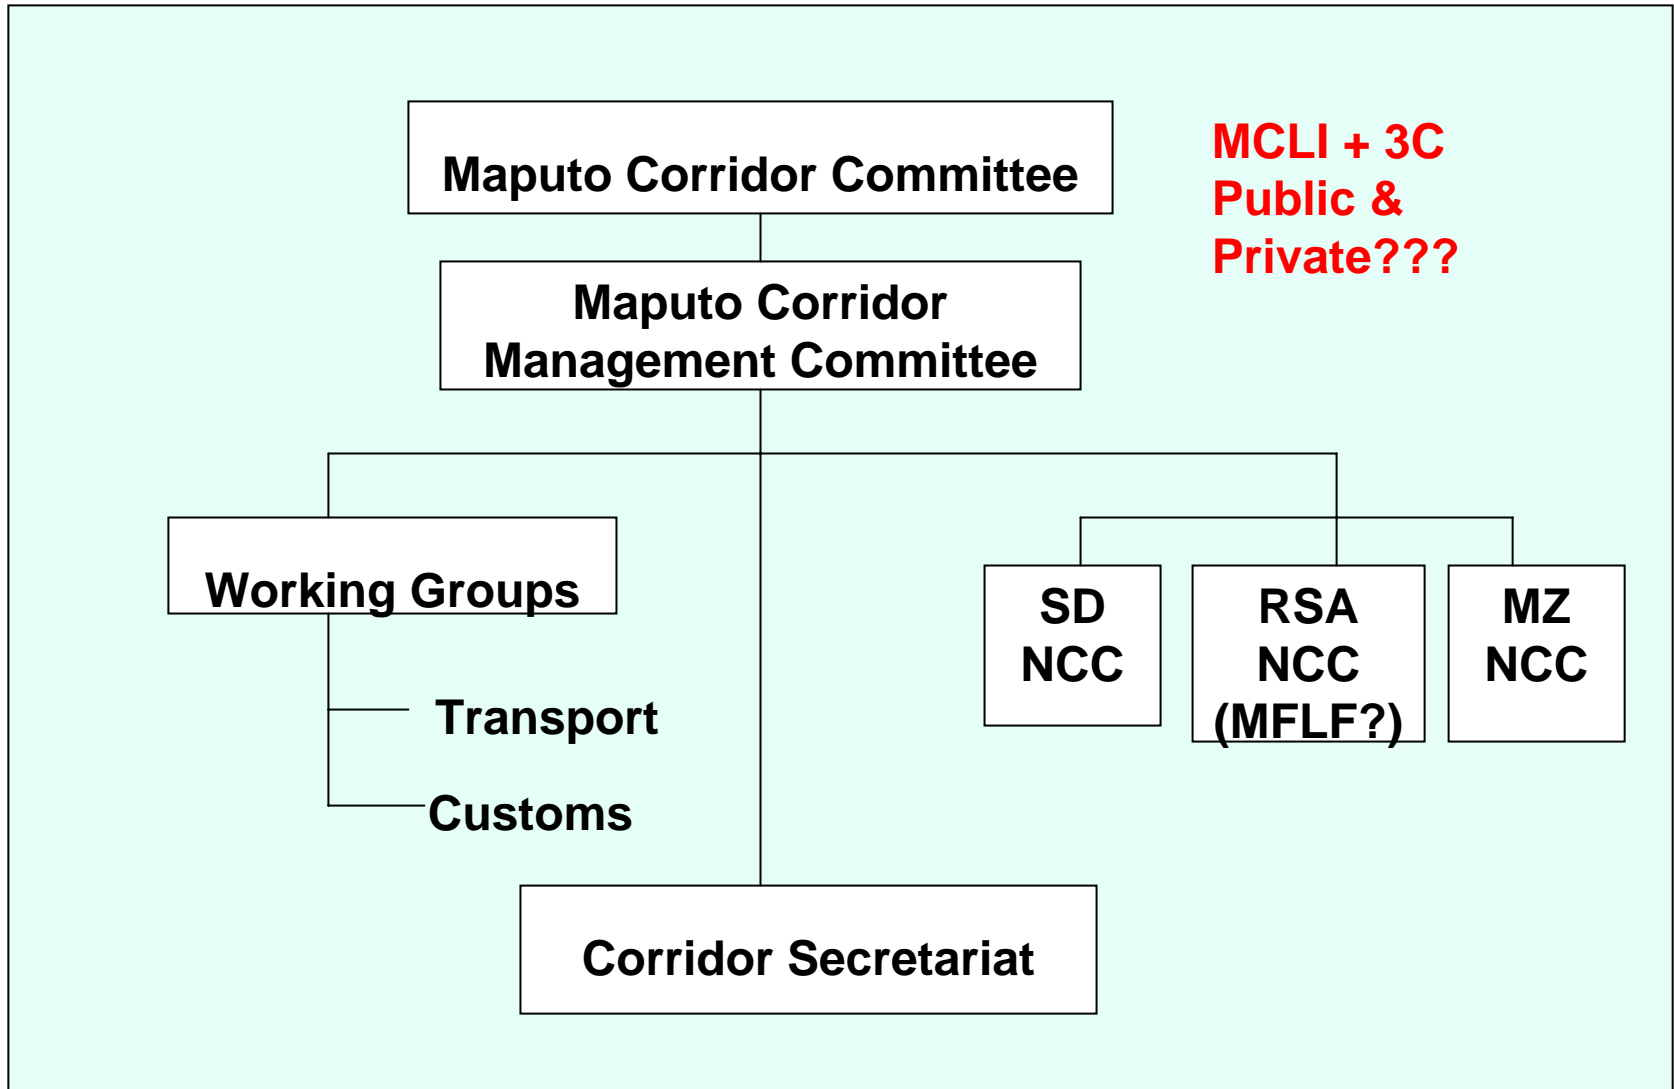 Maputo Corridor Committee
MCLI + 3C
Public &
Private???
Maputo Corridor
Management Committee
Working Groups
Transport
Customs
SD
NCC
RSA
NCC
(MFLF?)
MZ
NCC
Corridor Secretariat